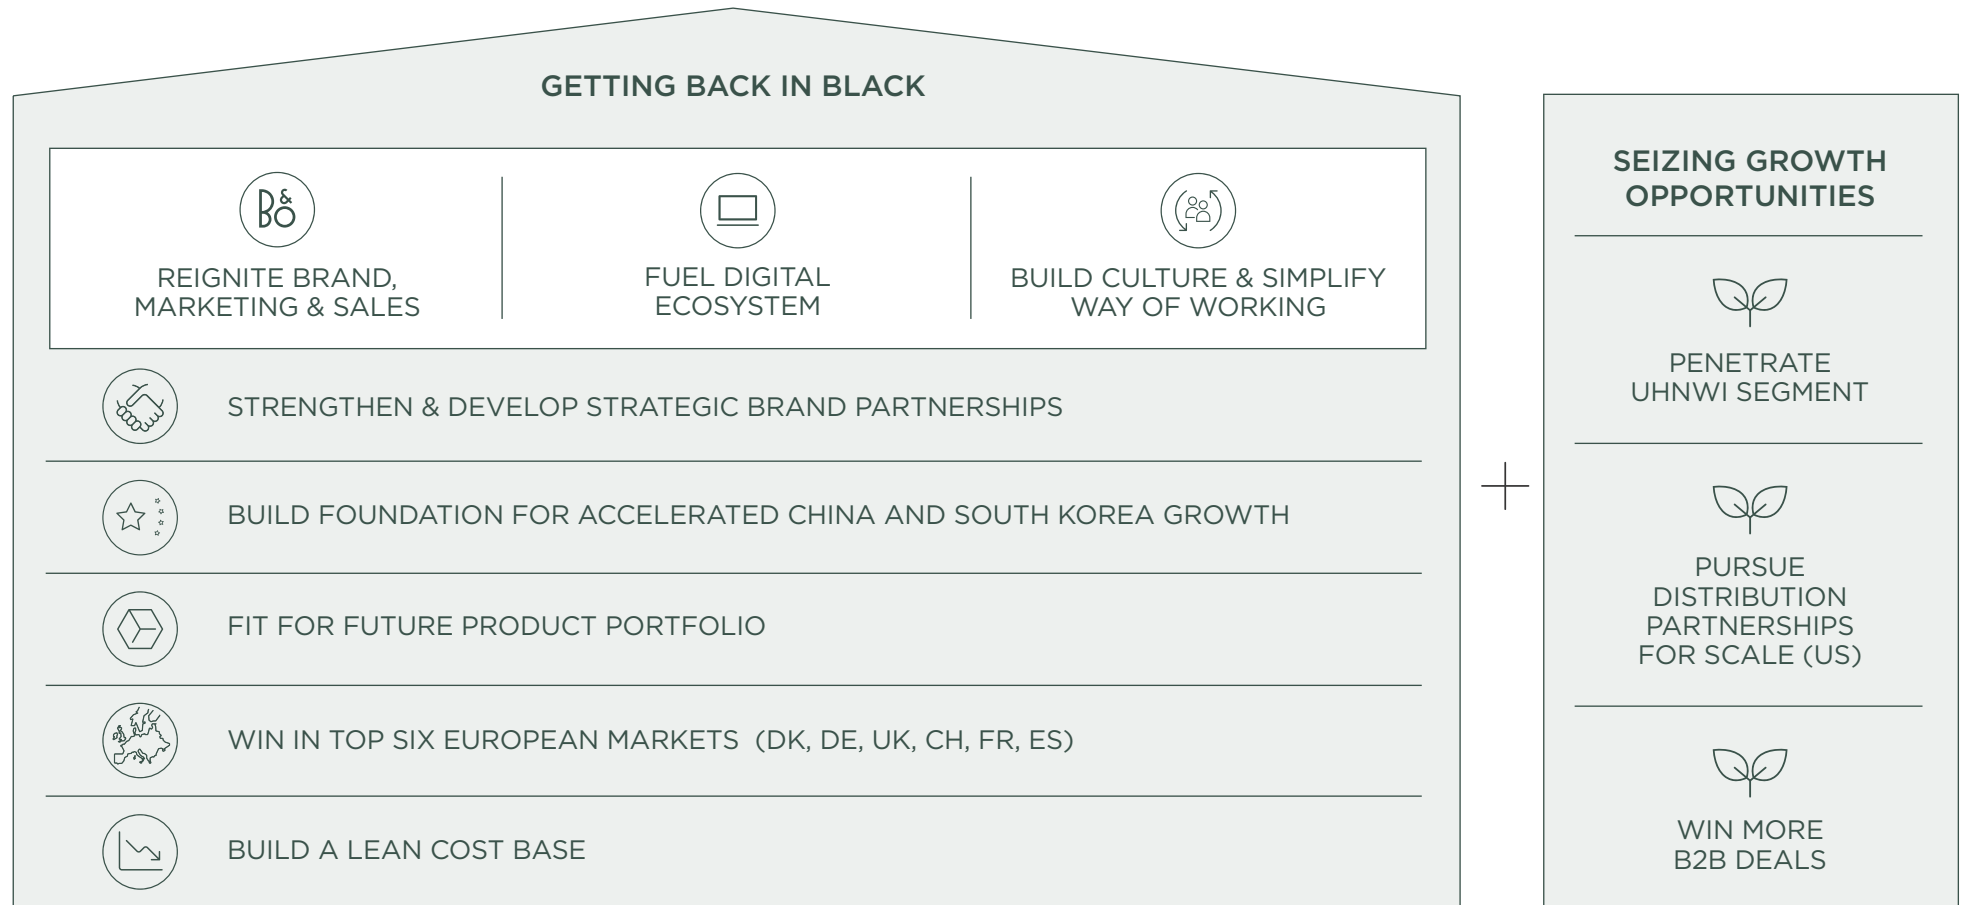 GETTING BACK IN BLACK
B&O
REIGNITE BRAND,
MARKETING & SALES
FUEL DIGITAL
ECOSYSTEM
BUILD CULTURE & SIMPLIFY
WAY OF WORKING
STRENGTHEN & DEVELOP STRATEGIC BRAND PARTNERSHIPS
BUILD FOUNDATION FOR ACCELERATED CHINA AND SOUTH KOREA GROWTH
FIT FOR FUTURE PRODUCT PORTFOLIO
WIN IN TOP SIX EUROPEAN MARKETS (DK, DE, UK, CH, FR, ES)
BUILD A LEAN COST BASE
+
SEIZING GROWTH
OPPORTUNITIES
PENETRATE
UHNWI SEGMENT
PURSUE
DISTRIBUTION
PARTNERSHIPS
FOR SCALE (US)
WIN MORE
B2B DEALS